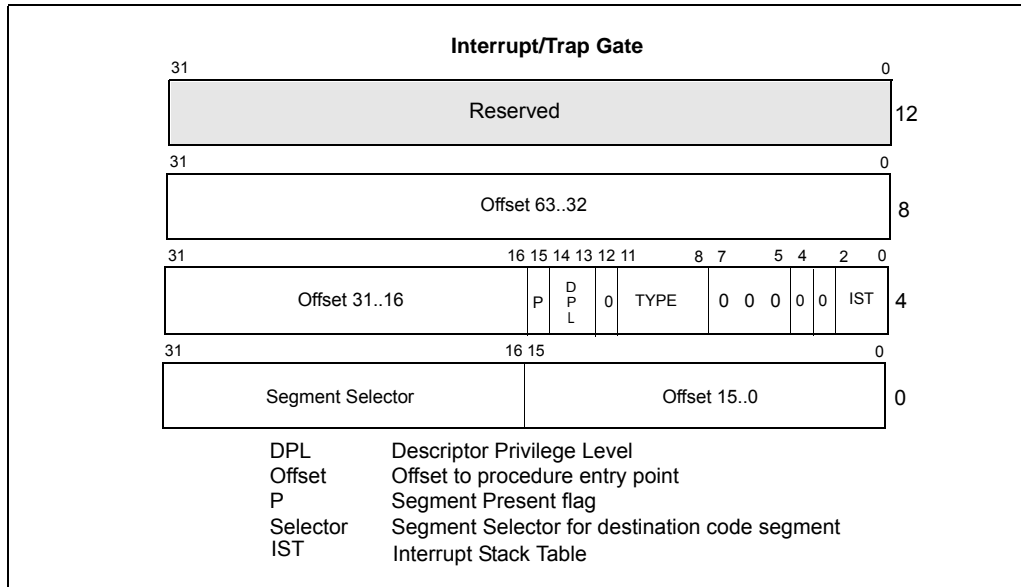 Interrupt/Trap Gate
31 0
Reserved 12
31 0
Offset 63..32 8
31 16 15 14 13 12 11 8 7 5 4 2 0
Offset 31..16 P DPL 0 TYPE 0 0 0 0 0 IST 4
31 16 15 0
Segment Selector Offset 15..0 0
DPL Descriptor Privilege Level
Offset Offset to procedure entry point
P Segment Present flag
Selector Segment Selector for destination code segment
IST Interrupt Stack Table